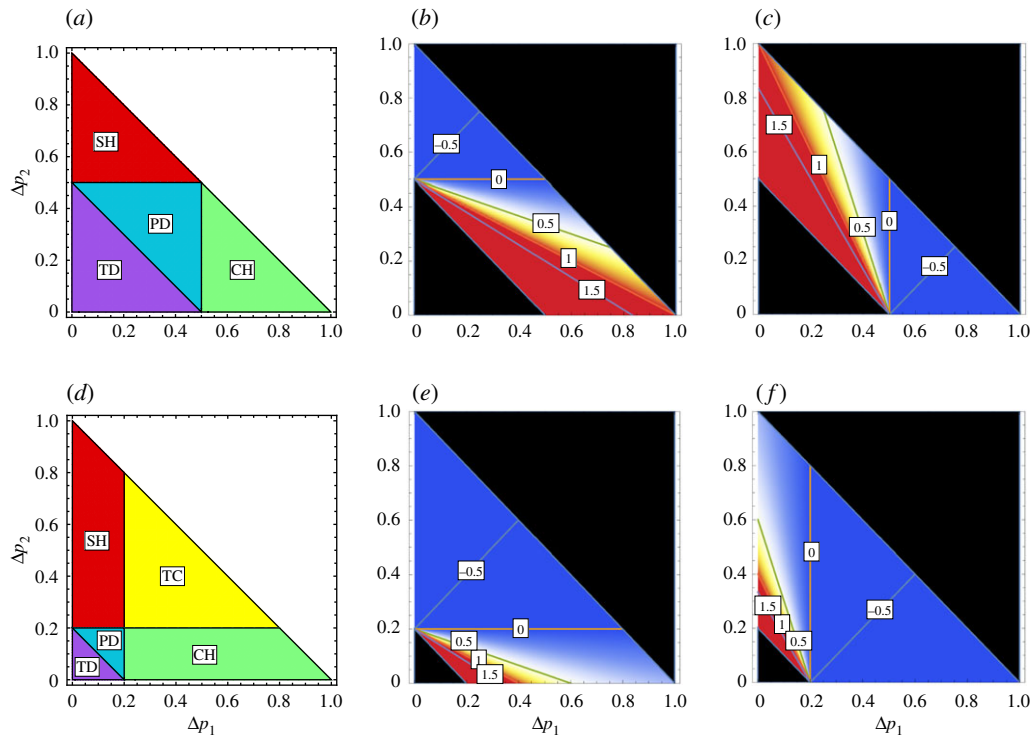 (a) (b) (c)
1.0 1.0 1.0
0.8 0.8 0.8
SH 1.5
–0.5
0.6 0.6 0.6
1
Δp2 0
0.4 PD 0.4 0.5 0.4 0.5 0
TD CH 1 –0.5
0.2 0.2 1.5 0.2
0 0 0
0 0.2 0.4 0.6 0.8 1.0 0 0.2 0.4 0.6 0.8 1.0 0 0.2 0.4 0.6 0.8 1.0
(d) (e) (f)
1.0 1.0 1.0
0.8 0.8 0.8
0.6 0.6 0.6
SH
Δp2 0
0.4 TC 0.4 –0.5 0.4
1.5 –0.5
0.2 0.2 0 0.2 1
PD 0.5 0.5
TD CH 1
1.5
0 0 0
0 0.2 0.4 0.6 0.8 1.0 0 0.2 0.4 0.6 0.8 1.0 0 0.2 0.4 0.6 0.8 1.0
Δp1 Δp1 Δp1